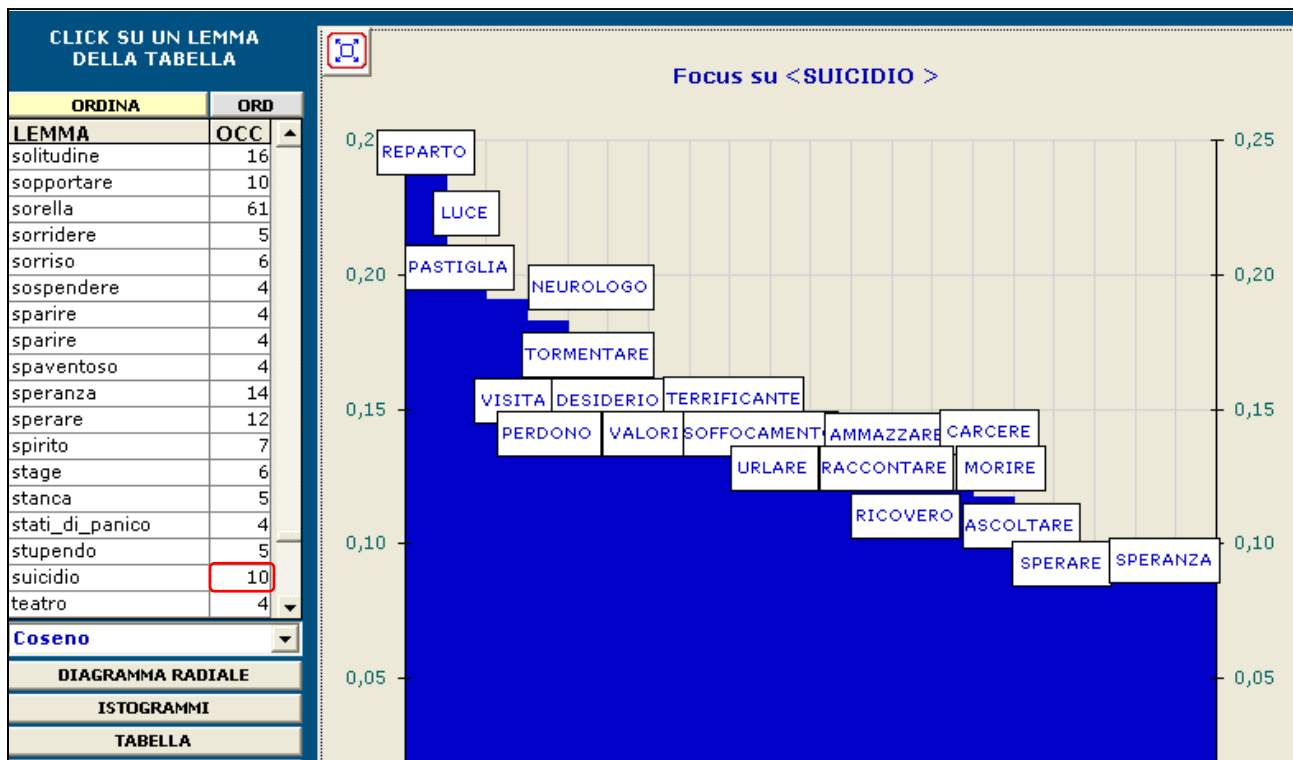 CLICK SU UN LEMMA
DELLA TABELLA
ORDINA ORD
LEMMA OCC
solitudine 16
sopportare 10
sorella 61
sorridere 5
sorriso 6
sospendere 4
sparire 4
sparire 4
spaventoso 4
speranza 14
sperare 12
spirito 7
stage 6
stanca 5
stati_di_panico 4
stupendo 5
suicidio 10
teatro 4
Coseno
DIAGRAMMA RADIALE
ISTOGRAMMI
TABELLA
Focus su <SUICIDIO >
0,2 REPARTO 0,25
LUCE
0,20 PASTIGLIA 0,20
NEUROLOGO
TORMENTARE
VISITA DESIDERIO TERRIFICANTE
0,15 0,15
PERDONO VALORI SOFFOCAMENT AMMAZZARE CARCERE
URLARE RACCONTARE MORIRE
RICOVERO ASCOLTARE
0,10 0,10
SPERARE SPERANZA
0,05 0,05